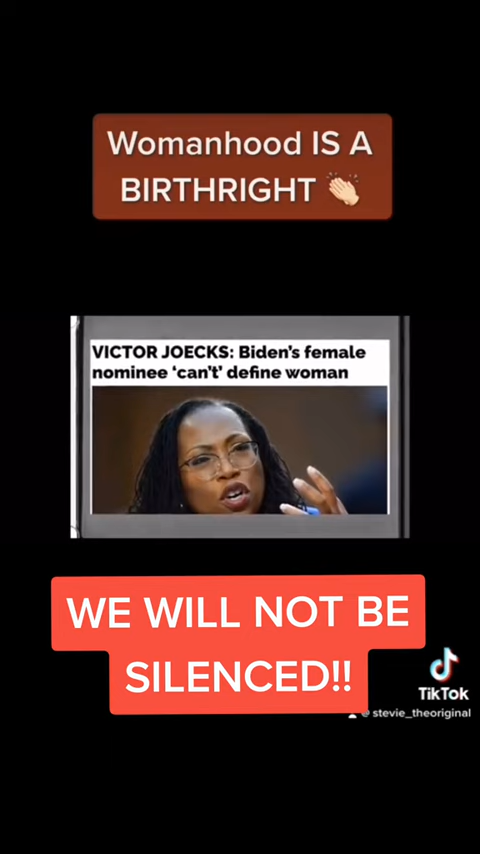 Womanhood IS A
BIRTHRIGHT 👏🏻
VICTOR JOECKS: Biden's female
nominee 'can't' define woman
WE WILL NOT BE
SILENCED!!
TikTok
@ stevie_theoriginal